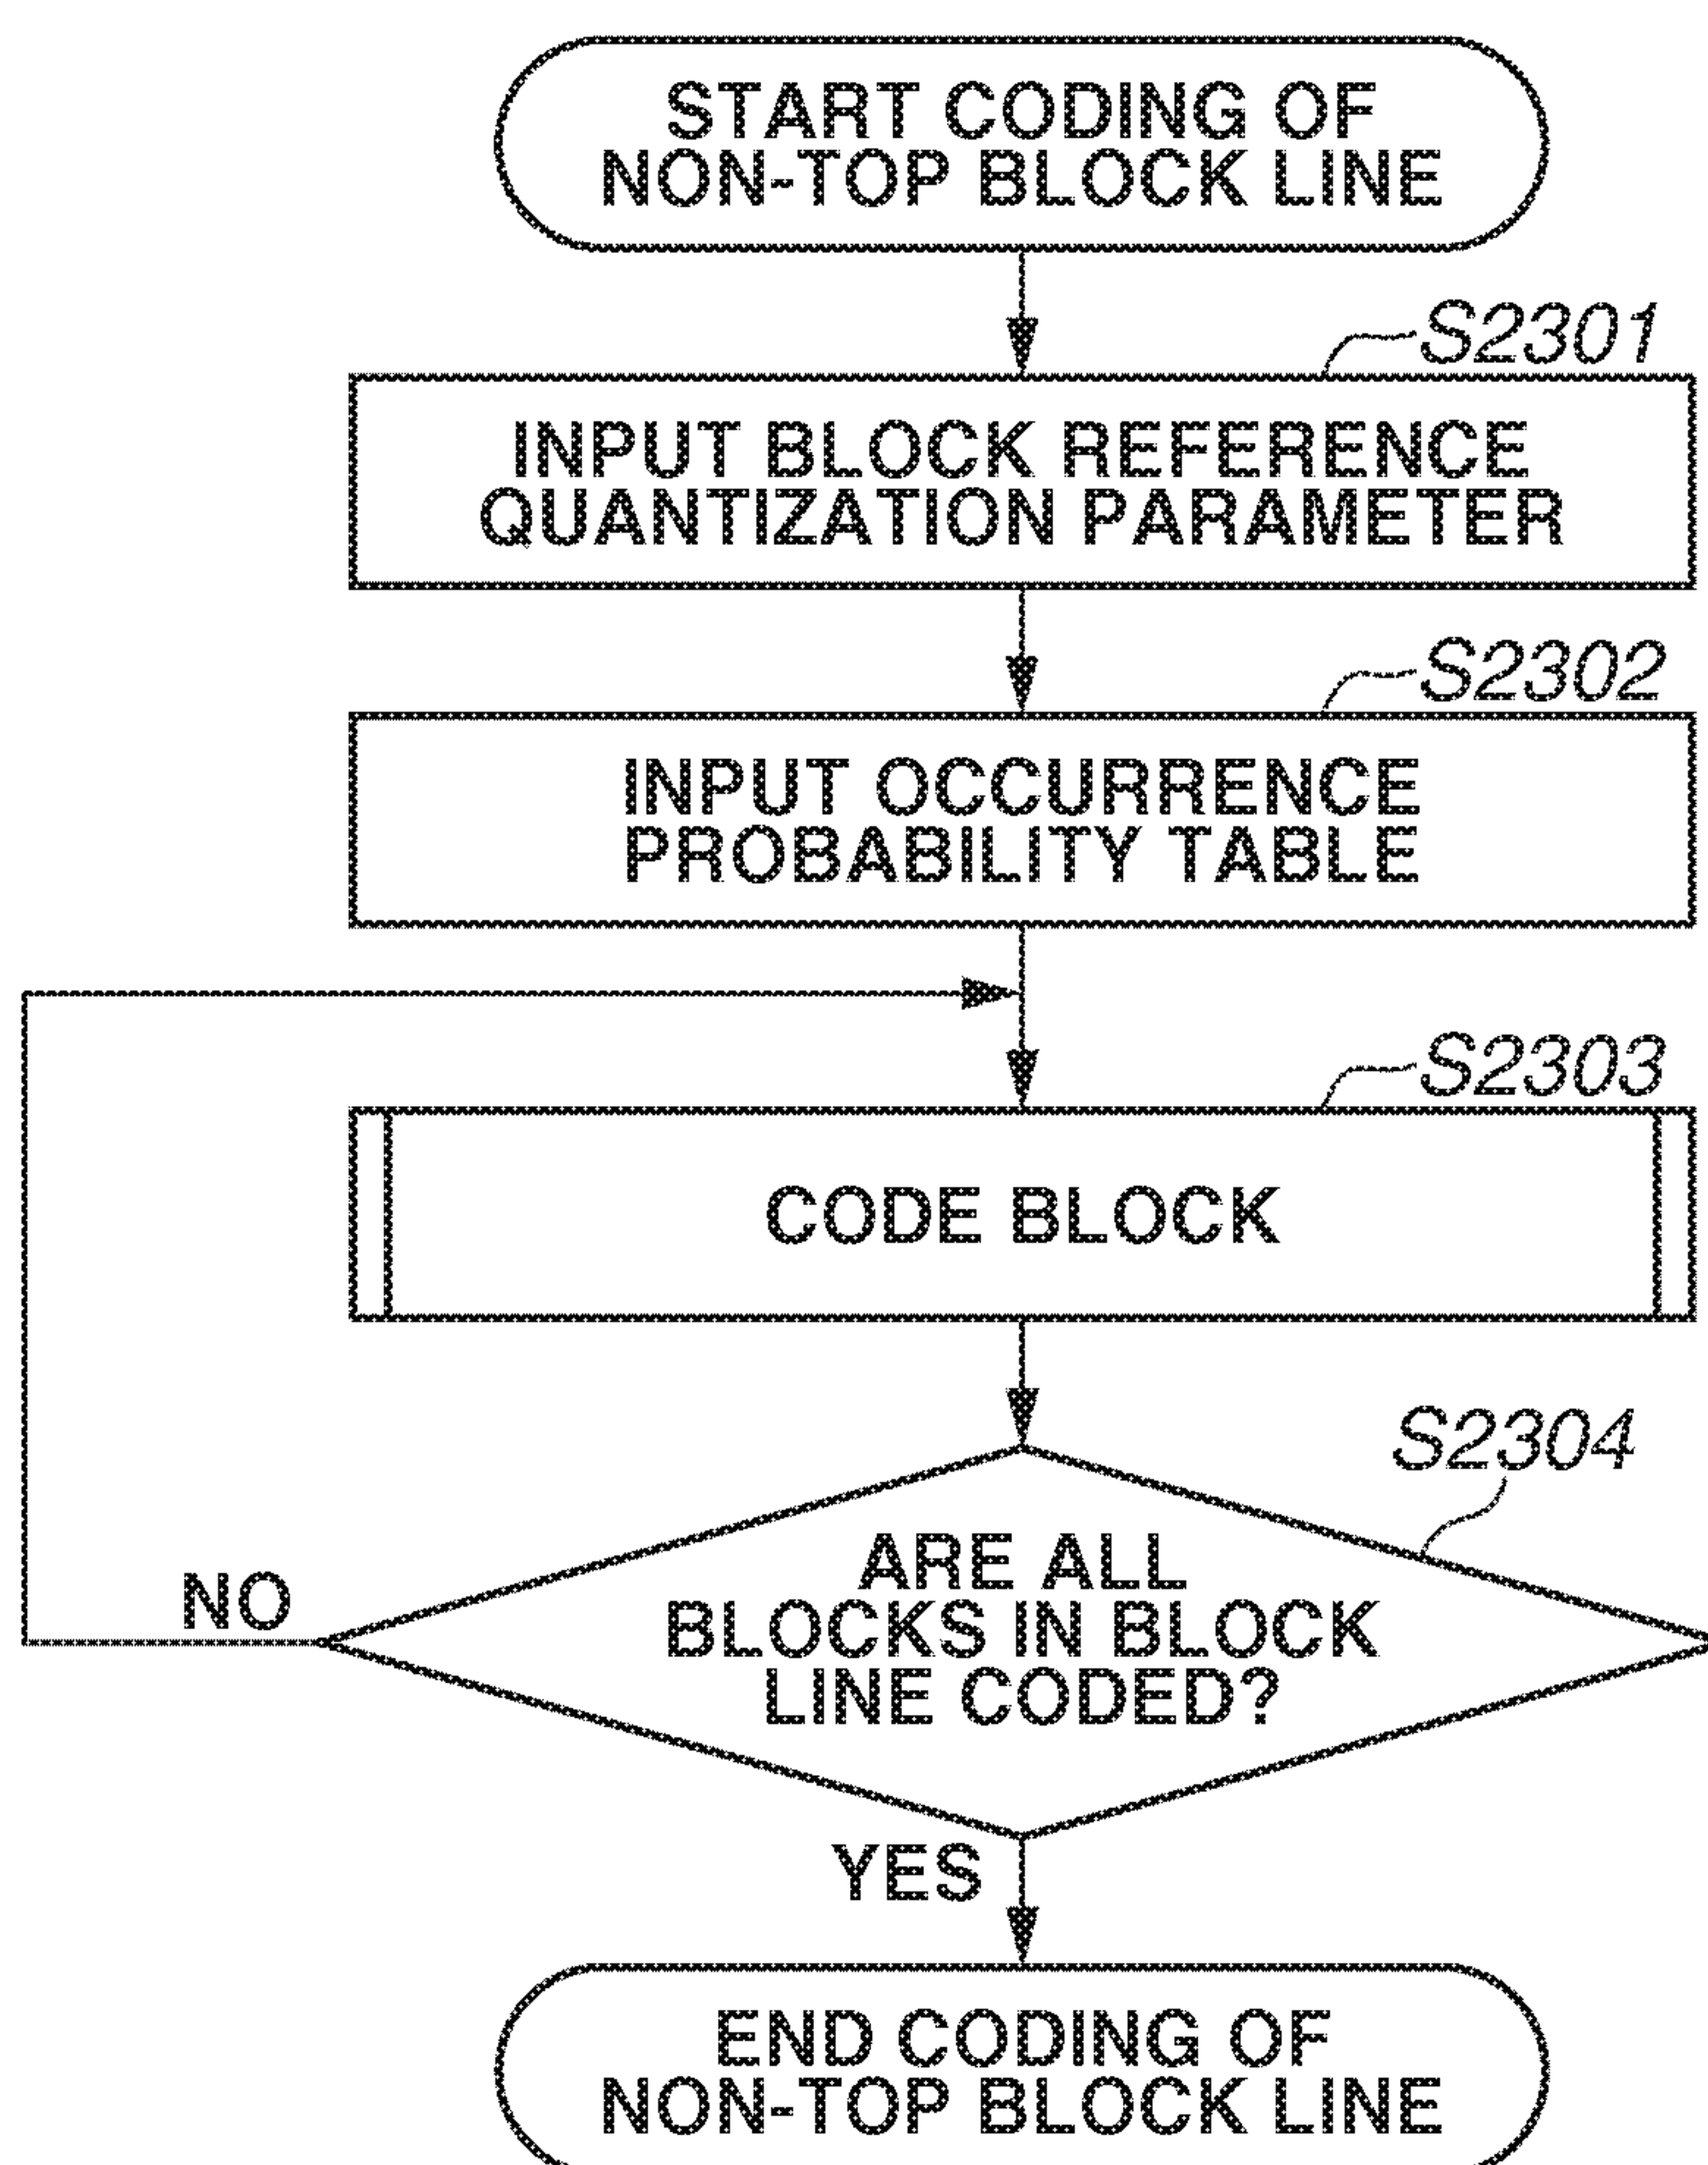 START CODING OF
NON-TOP BLOCK LINE
S2301
INPUT BLOCK REFERENCE
QUANTIZATION PARAMETER
S2302
INPUT OCCURRENCE
PROBABILITY TABLE
S2303
CODE BLOCK
S2304
ARE ALL
BLOCKS IN BLOCK
LINE CODED?
NO
YES
END CODING OF
NON-TOP BLOCK LINE